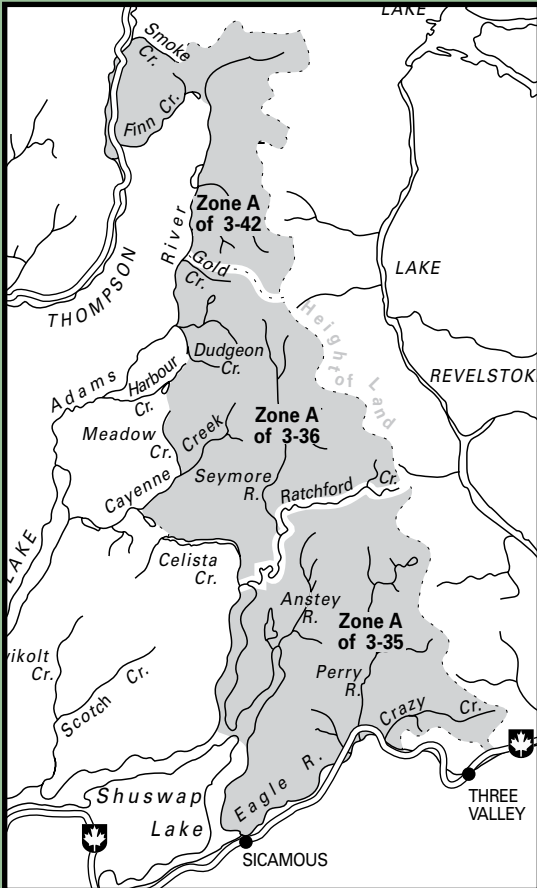 LAKE
Smoke
Cr.
Finn Cr.
Zone A
of 3-42
River
Gold
Cr.
THOMPSON
LAKE
Height
of Land
Adams
Dudgeon
Cr.
Harbour
Cr.
REVELSTOK
Meadow
Cr.
Zone A
of 3-36
Cayenne Creek
Seymore
R.
Ratchford Cr.
LAKE
Celista
Cr.
Anstey
R.
Zone A
of 3-35
wikolt
Cr.
Scotch Cr.
Perry
R.
Crazy Cr.
Eagle R.
Shuswap
Lake
THREE
VALLEY
SICAMOUS